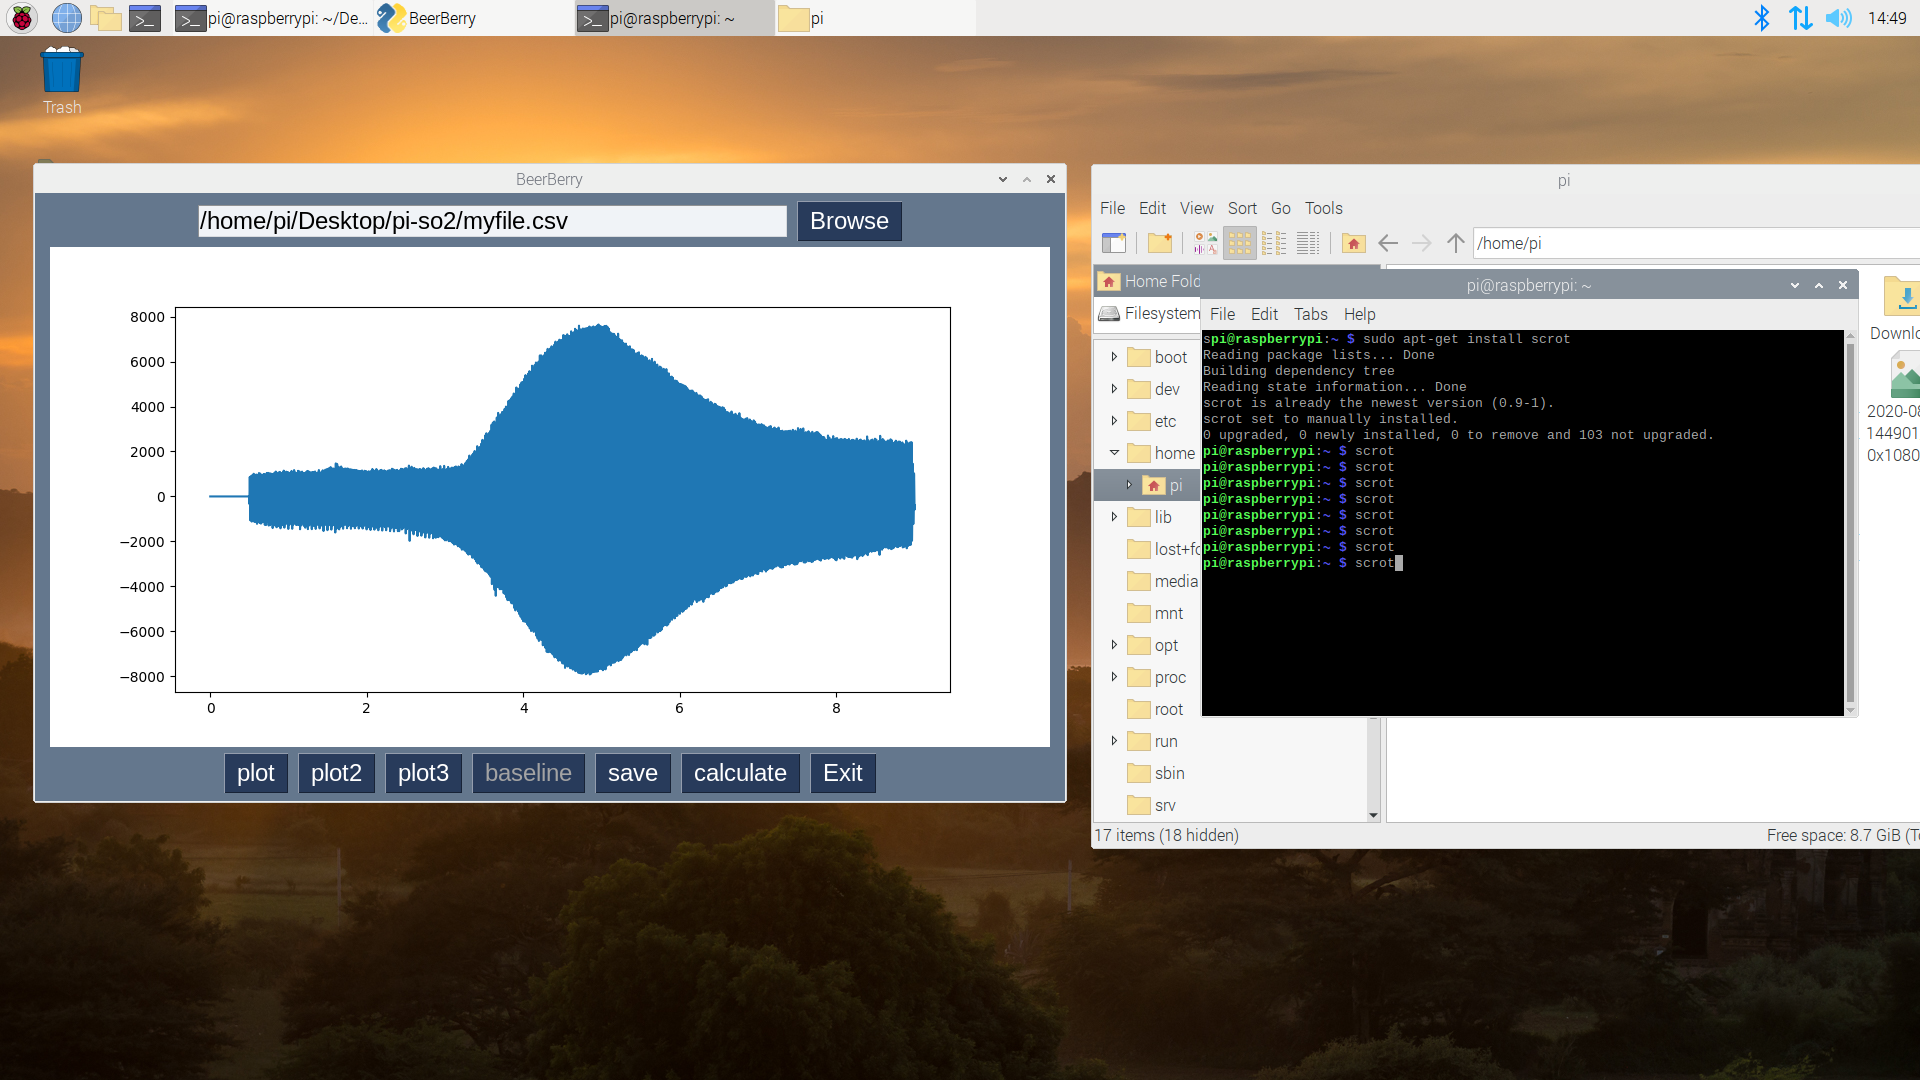 pi@raspberrypi: ~/De...
BeerBerry
pi@raspberrypi: ~
pi
14:49
Trash
BeerBerry
/home/pi/Desktop/pi-so2/myfile.csv
Browse
8000
6000
4000
2000
0
−2000
−4000
−6000
−8000
0 2 4 6 8
plot
plot2
plot3
baseline
save
calculate
Exit
pi
File Edit View Sort Go Tools
/home/pi
Home Fold
Filesystem
boot
dev
etc
home
pi
lib
lost+fo
media
mnt
opt
proc
root
run
sbin
srv
Downlo
2020-08
144901
0x1080
17 items (18 hidden)
Free space: 8.7 GiB (To
pi@raspberrypi: ~
File Edit Tabs Help
spi@raspberrypi:~ $ sudo apt-get install scrot
Reading package lists... Done
Building dependency tree
Reading state information... Done
scrot is already the newest version (0.9-1).
scrot set to manually installed.
0 upgraded, 0 newly installed, 0 to remove and 103 not upgraded.
pi@raspberrypi:~ $ scrot
pi@raspberrypi:~ $ scrot
pi@raspberrypi:~ $ scrot
pi@raspberrypi:~ $ scrot
pi@raspberrypi:~ $ scrot
pi@raspberrypi:~ $ scrot
pi@raspberrypi:~ $ scrot
pi@raspberrypi:~ $ scrot